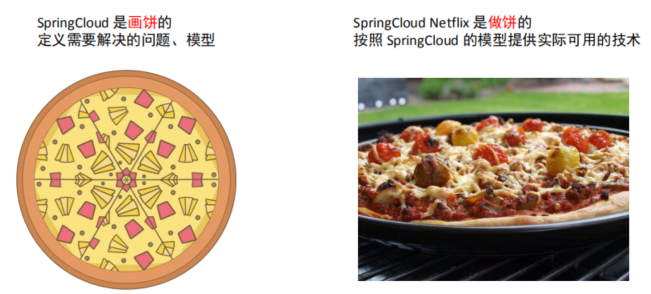 SpringCloud 是画饼的
定义需要解决的问题、模型
SpringCloud Netflix 是做饼的
按照 SpringCloud 的模型提供实际可用的技术